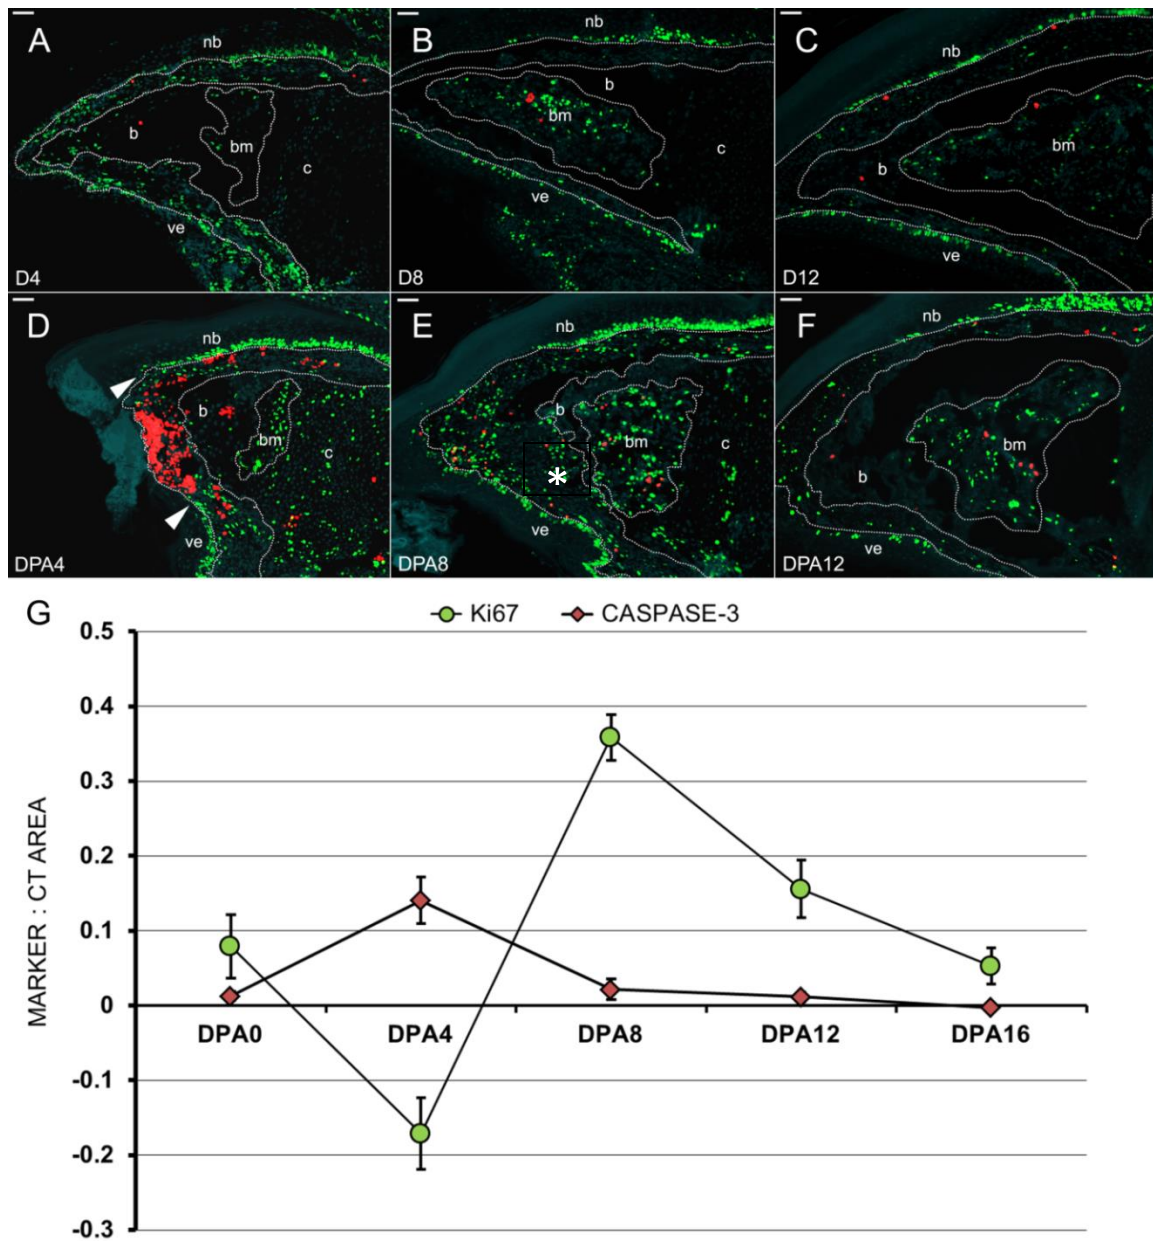 A
nb
b
bm
c
ve
D4
B
nb
b
bm
c
ve
D8
C
nb
bm
b
ve
D12
D
nb
b
bm
c
ve
DPA4
E
nb
b
bm
c
*
ve
DPA8
F
nb
bm
b
ve
DPA12
G
Ki67 CASPASE-3
MARKER : CT AREA
0.5
0.4
0.3
0.2
0.1
0
-0.1
-0.2
-0.3
DPA0 DPA4 DPA8 DPA12 DPA16